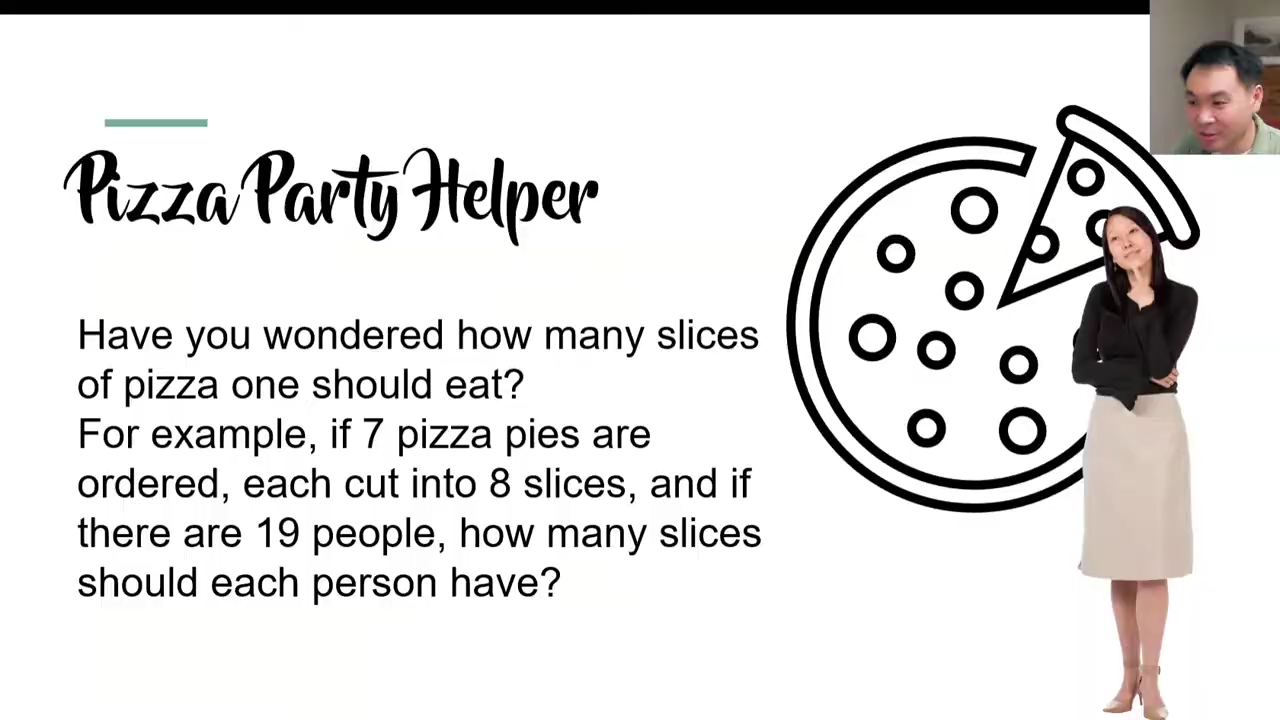 Pizza Party Helper
Have you wondered how many slices
of pizza one should eat?
For example, if 7 pizza pies are
ordered, each cut into 8 slices, and if
there are 19 people, how many slices
should each person have?